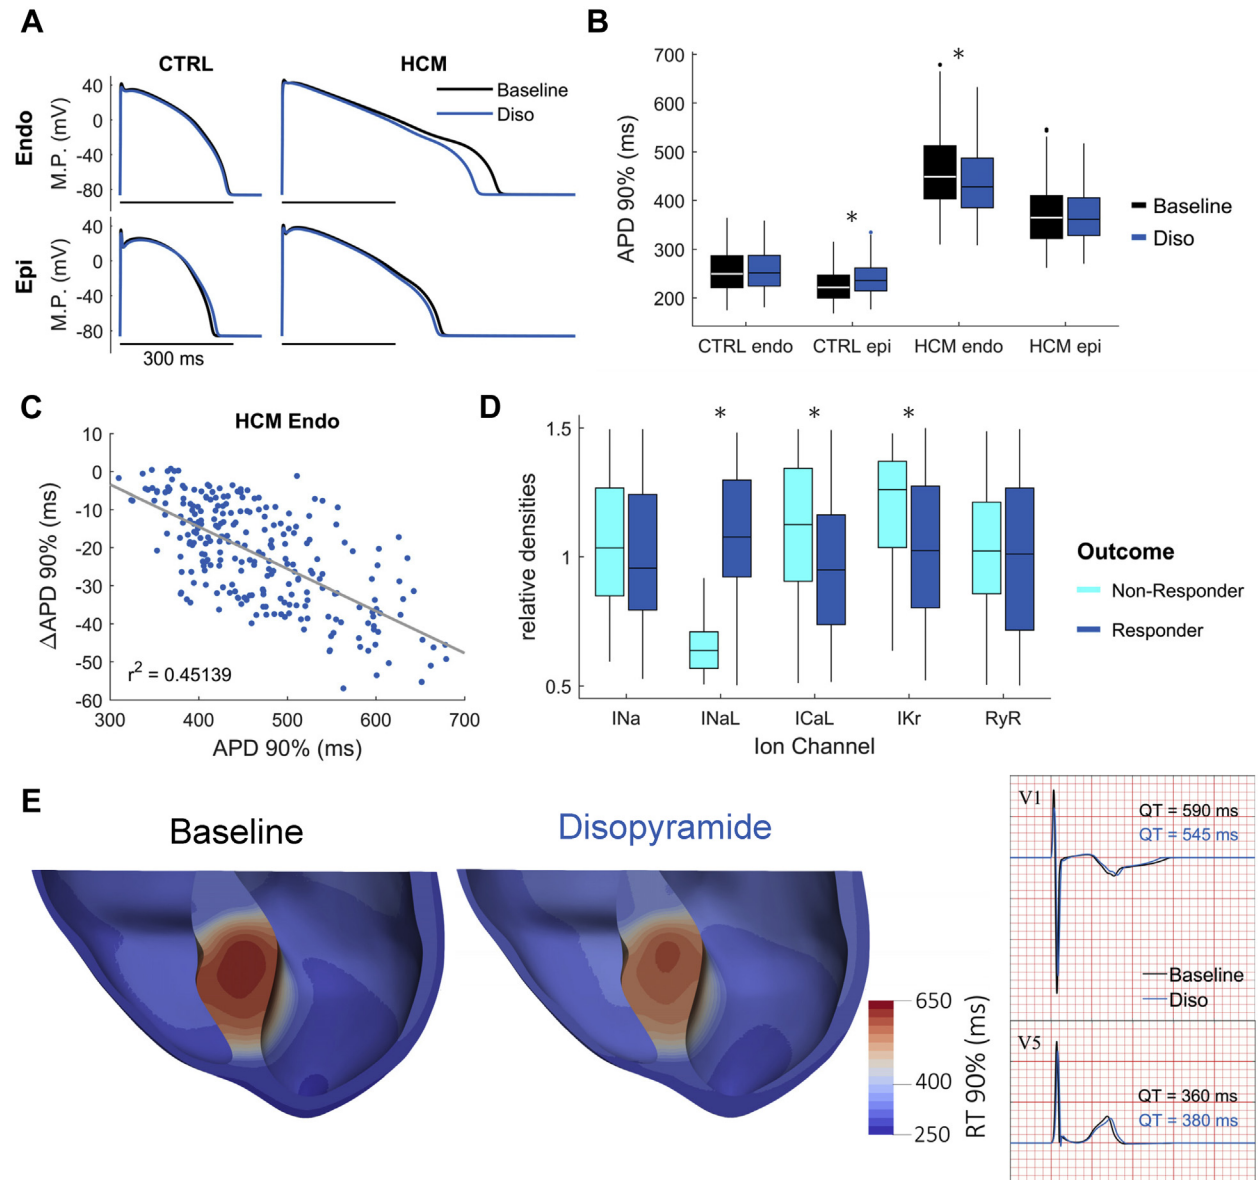 A
CTRL
HCM
Baseline
Diso
Endo
M.P. (mV)
40
0
-40
-80
Epi
M.P. (mV)
40
0
-40
-80
300 ms
B
APD 90% (ms)
700
600
500
400
300
200
*
*
CTRL endo
CTRL epi
HCM endo
HCM epi
Baseline
Diso
C
HCM Endo
ΔAPD 90% (ms)
10
0
-10
-20
-30
-40
-50
-60
r² = 0.45139
300
400
500
600
700
APD 90% (ms)
D
relative densities
1.5
1
0.5
*
*
*
INa
INaL
ICaL
IKr
RyR
Ion Channel
Outcome
Non-Responder
Responder
E
Baseline
Disopyramide
650
400
250
RT 90% (ms)
V1
QT = 590 ms
QT = 545 ms
Baseline
Diso
V5
QT = 360 ms
QT = 380 ms